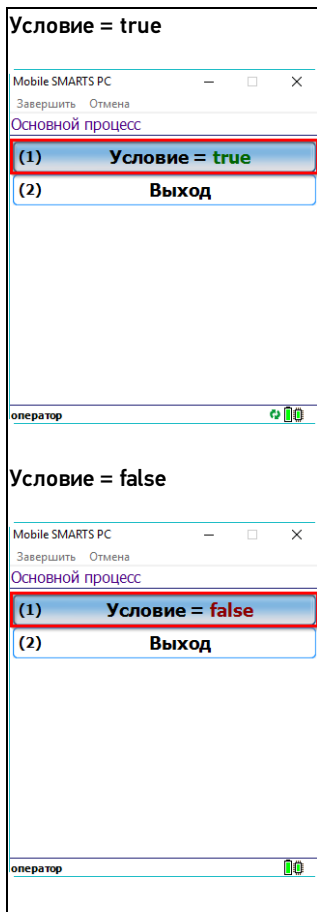 Условие = true
Mobile SMARTS PC
Завершить Отмена
Основной процесс
(1) Условие = true
(2) Выход
оператор
Условие = false
Mobile SMARTS PC
Завершить Отмена
Основной процесс
(1) Условие = false
(2) Выход
оператор